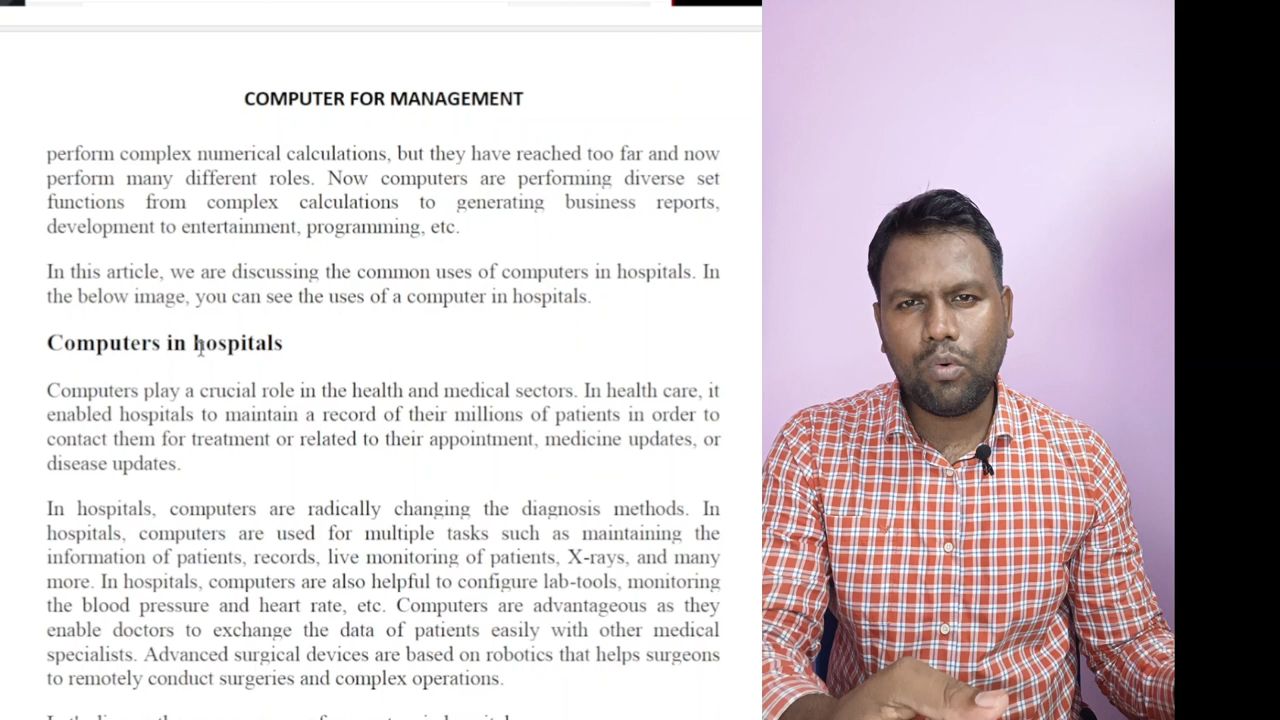 COMPUTER FOR MANAGEMENT
perform complex numerical calculations, but they have reached too far and now
perform many different roles. Now computers are performing diverse set
functions from complex calculations to generating business reports,
development to entertainment, programming, etc.
In this article, we are discussing the common uses of computers in hospitals. In
the below image, you can see the uses of a computer in hospitals.
Computers in hospitals
Computers play a crucial role in the health and medical sectors. In health care, it
enabled hospitals to maintain a record of their millions of patients in order to
contact them for treatment or related to their appointment, medicine updates, or
disease updates.
In hospitals, computers are radically changing the diagnosis methods. In
hospitals, computers are used for multiple tasks such as maintaining the
information of patients, records, live monitoring of patients, X-rays, and many
more. In hospitals, computers are also helpful to configure lab-tools, monitoring
the blood pressure and heart rate, etc. Computers are advantageous as they
enable doctors to exchange the data of patients easily with other medical
specialists. Advanced surgical devices are based on robotics that helps surgeons
to remotely conduct surgeries and complex operations.